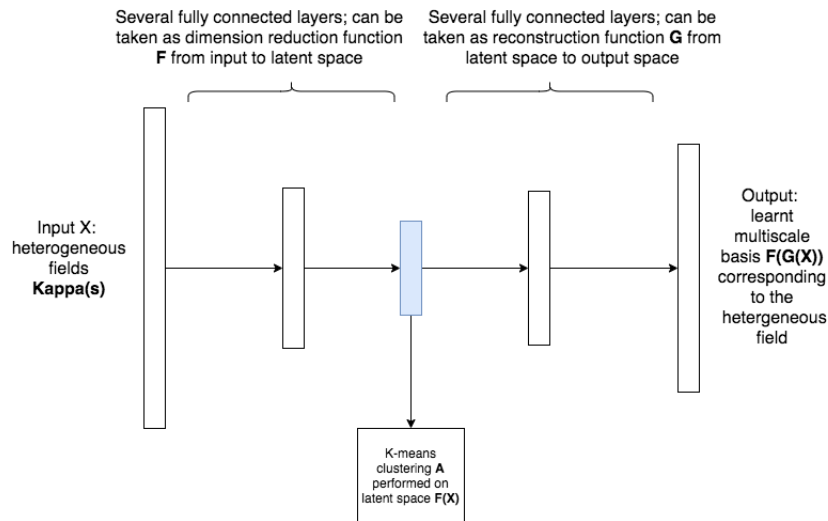 Several fully connected layers; can be
taken as dimension reduction function
F from input to latent space
Several fully connected layers; can be
taken as reconstruction function G from
latent space to output space
Input X:
heterogeneous
fields
Kappa(s)
Output:
learnt
multiscale
basis F(G(X))
corresponding
to the
hetergeneous
field
K-means
clustering A
performed on
latent space F(X)